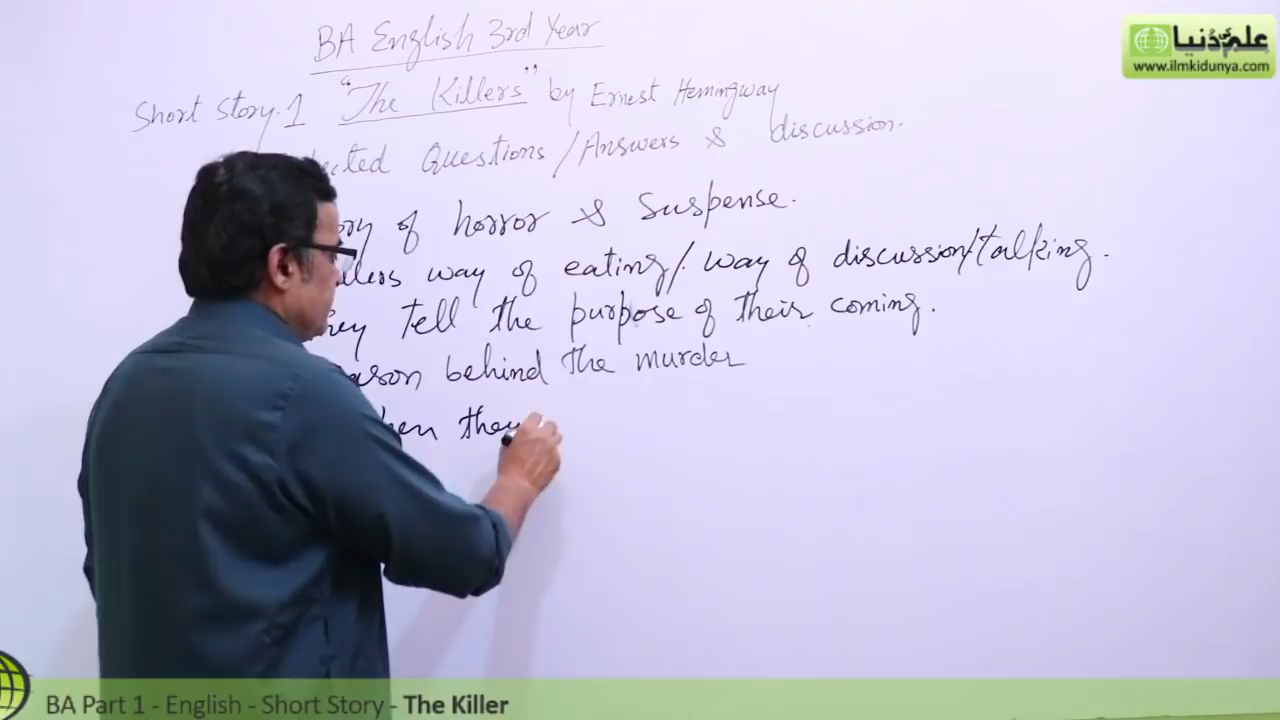 BA English 3rd Year
Short Story.1 "The Killers" by Ernest Hemingway
Questions/Answers & discussion.
of horror & suspense.
way of eating/. way of discussion/talking.
tell the purpose of their coming.
behind the murder
they
علم کی دُنیا
www.ilmkidunya.com
BA Part 1 - English - Short Story - The Killer